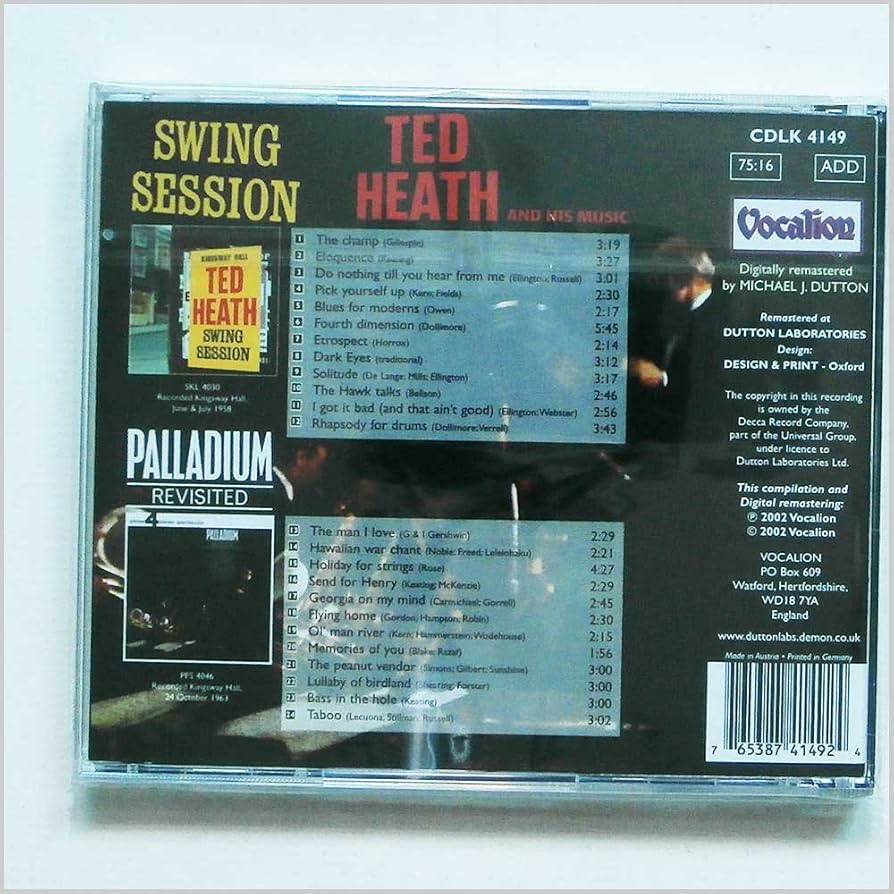 SWING
SESSION
TED
HEATH AND HIS MUSIC
KINGSWAY HALL
TED
HEATH
SWING
SESSION
SKL 4030
Recorded Kingsway Hall,
June & July 1958
1 The champ (Gillespie) 3:19
2 Eloquence (Keating) 3:27
3 Do nothing till you hear from me (Ellington; Russell) 3:01
4 Pick yourself up (Kern; Fields) 2:30
5 Blues for moderns (Owen) 2:17
6 Fourth dimension (Dollimore) 5:45
7 Etrospect (Horrox) 2:14
8 Dark Eyes (traditional) 3:12
9 Solitude (De Lange; Mills; Ellington) 3:17
10 The Hawk talks (Bellson) 2:46
11 I got it bad (and that ain't good) (Ellington; Webster) 2:56
12 Rhapsody for drums (Dollimore; Verrell) 3:43
PALLADIUM
REVISITED
4
PALLADIUM
PFS 4046
Recorded Kingsway Hall,
24 October 1963
13 The man I love (G & I Gershwin) 2:29
14 Hawaiian war chant (Noble; Freed; Leleiohaku) 2:21
15 Holiday for strings (Rose) 4:27
16 Send for Henry (Keating; McKenzie) 2:29
17 Georgia on my mind (Carmichael; Gorrell) 2:45
18 Flying home (Gordon; Hampson; Robin) 2:30
19 Ol' man river (Kern; Hammerstein; Wodehouse) 2:15
20 Memories of you (Blake; Razaf) 1:56
21 The peanut vendor (Simons; Gilbert; Sunshine) 3:00
22 Lullaby of birdland (Shearing; Forster) 3:00
23 Bass in the hole (Keating) 3:00
24 Taboo (Lecuona; Stillman; Russell) 3:02
CDLK 4149
75:16 ADD
Vocalion
Digitally remastered
by MICHAEL J. DUTTON
Remastered at
DUTTON LABORATORIES
Design:
DESIGN & PRINT - Oxford
The copyright in this recording
is owned by the
Decca Record Company,
part of the Universal Group,
under licence to
Dutton Laboratories Ltd.
This compilation and
Digital remastering:
℗ 2002 Vocalion
© 2002 Vocalion
VOCALION
PO Box 609
Watford, Hertfordshire,
WD18 7YA
England
www.duttonlabs.demon.co.uk
Made in Austria • Printed in Germany
7 65387 41492 4